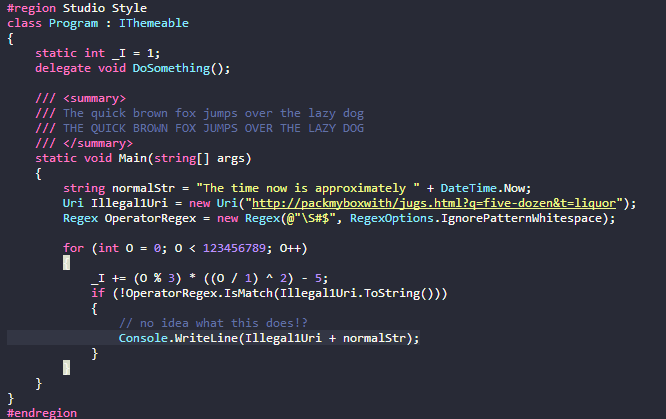 #region Studio Style
class Program : IThemeable
{
    static int _I = 1;
    delegate void DoSomething();

    /// <summary>
    /// The quick brown fox jumps over the lazy dog
    /// THE QUICK BROWN FOX JUMPS OVER THE LAZY DOG
    /// </summary>
    static void Main(string[] args)
    {
        string normalStr = "The time now is approximately " + DateTime.Now;
        Uri Illegal1Uri = new Uri("http://packmyboxwith/jugs.html?q=five-dozen&t=liquor");
        Regex OperatorRegex = new Regex(@"\S#$", RegexOptions.IgnorePatternWhitespace);

        for (int O = 0; O < 123456789; O++)
        {
            _I += (O % 3) * ((O / 1) ^ 2) - 5;
            if (!OperatorRegex.IsMatch(Illegal1Uri.ToString()))
            {
                // no idea what this does!?
                Console.WriteLine(Illegal1Uri + normalStr);
            }
        }
    }
}
#endregion